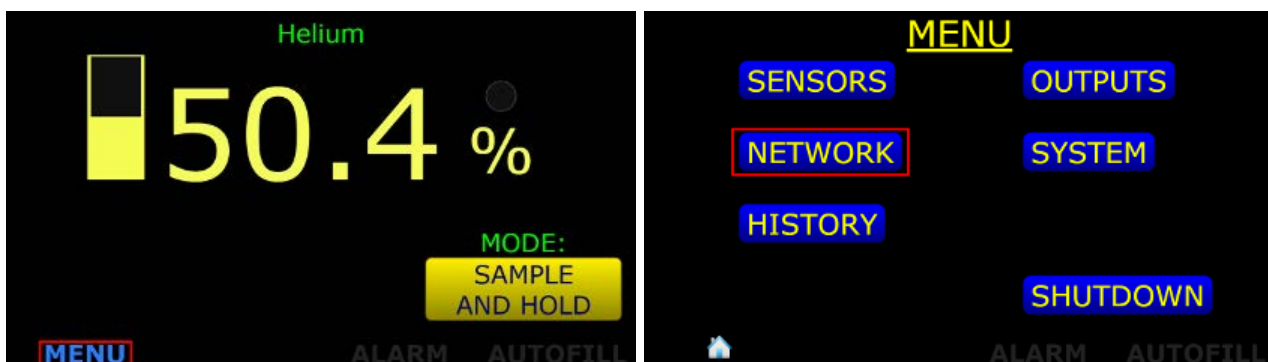 Helium
50.4 %
MODE:
SAMPLE
AND HOLD
MENU ALARM AUTOFILL
MENU
SENSORS OUTPUTS
NETWORK SYSTEM
HISTORY
SHUTDOWN
ALARM AUTOFILL